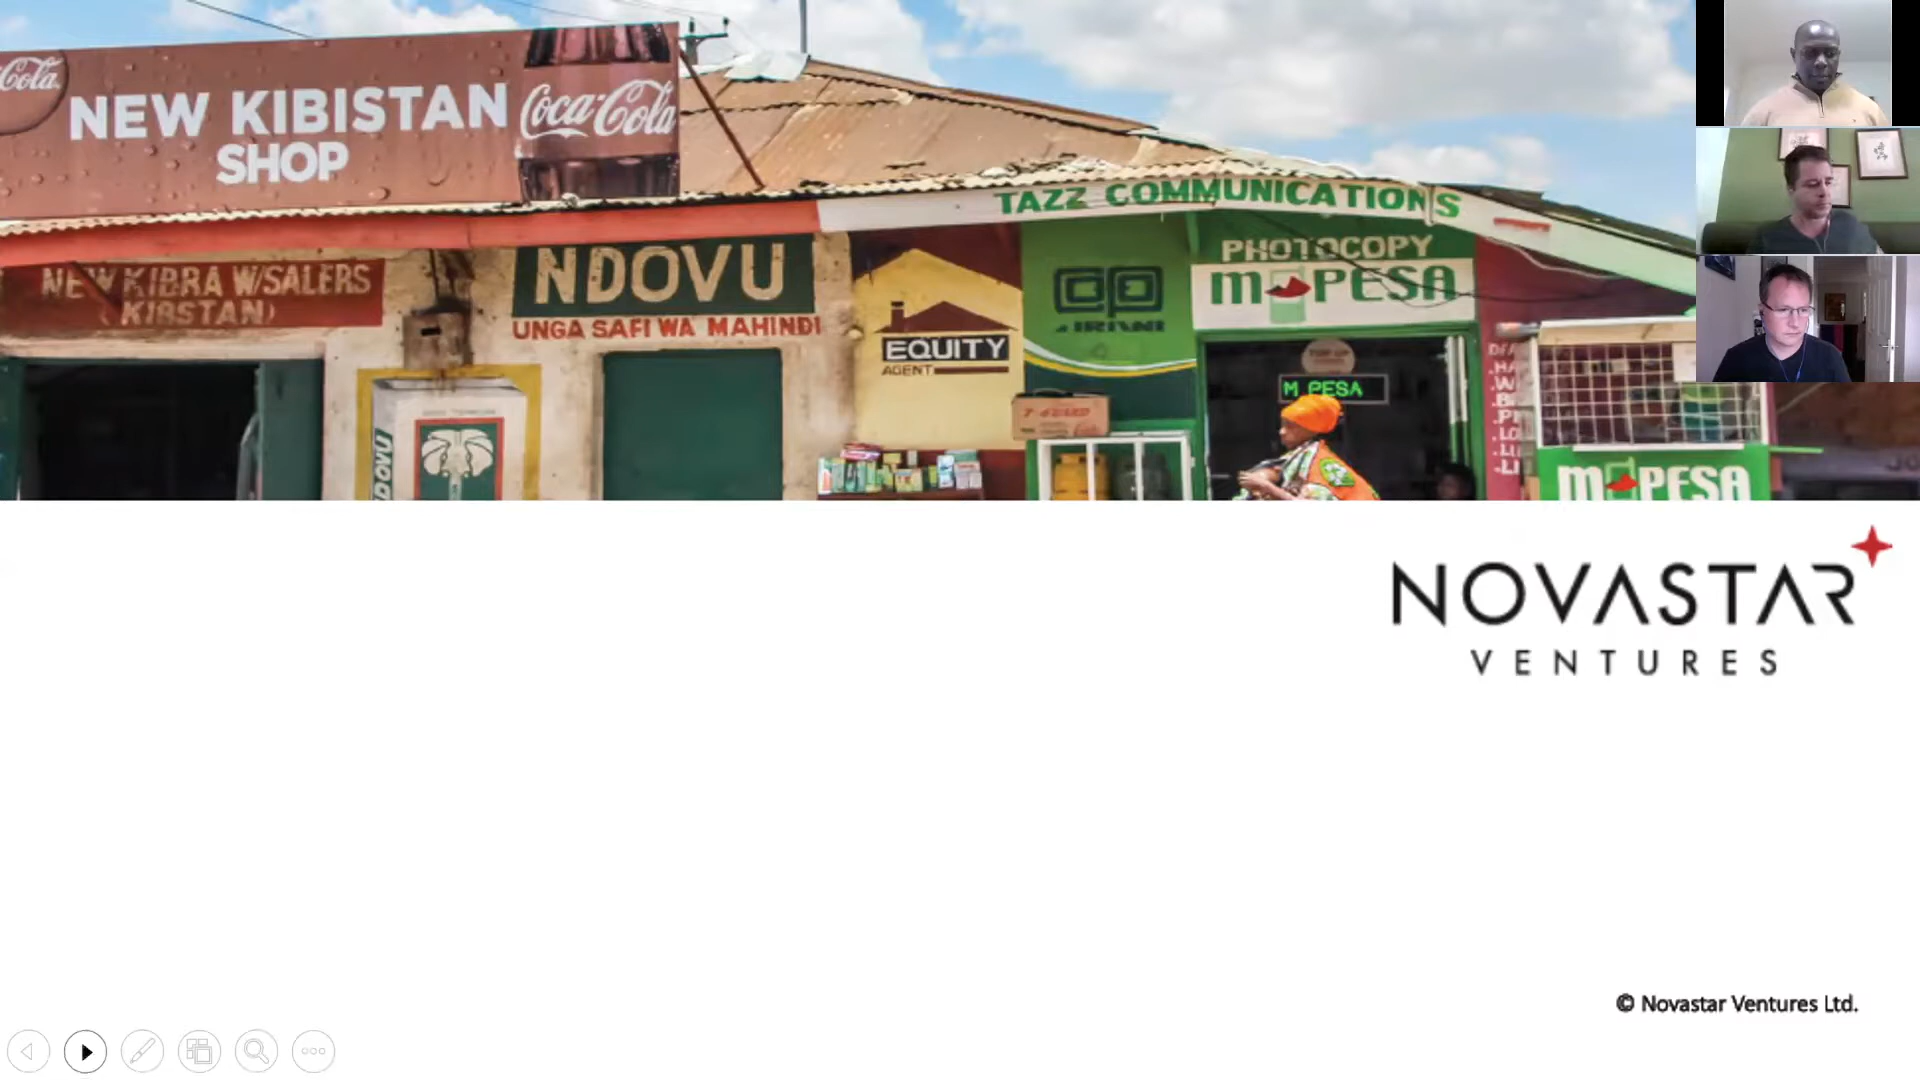 Cola
NEW KIBISTAN
SHOP
Coca-Cola
TAZZ COMMUNICATIONS
PHOTOCOPY
M-PESA
NEW KIBRA W/SALERS
(KIBSTAN)
NDOVU
UNGA SAFI WA MAHINDI
EQUITY
AGENT
M PESA
NDOVU
M-PESA
NOVASTAR
VENTURES
© Novastar Ventures Ltd.